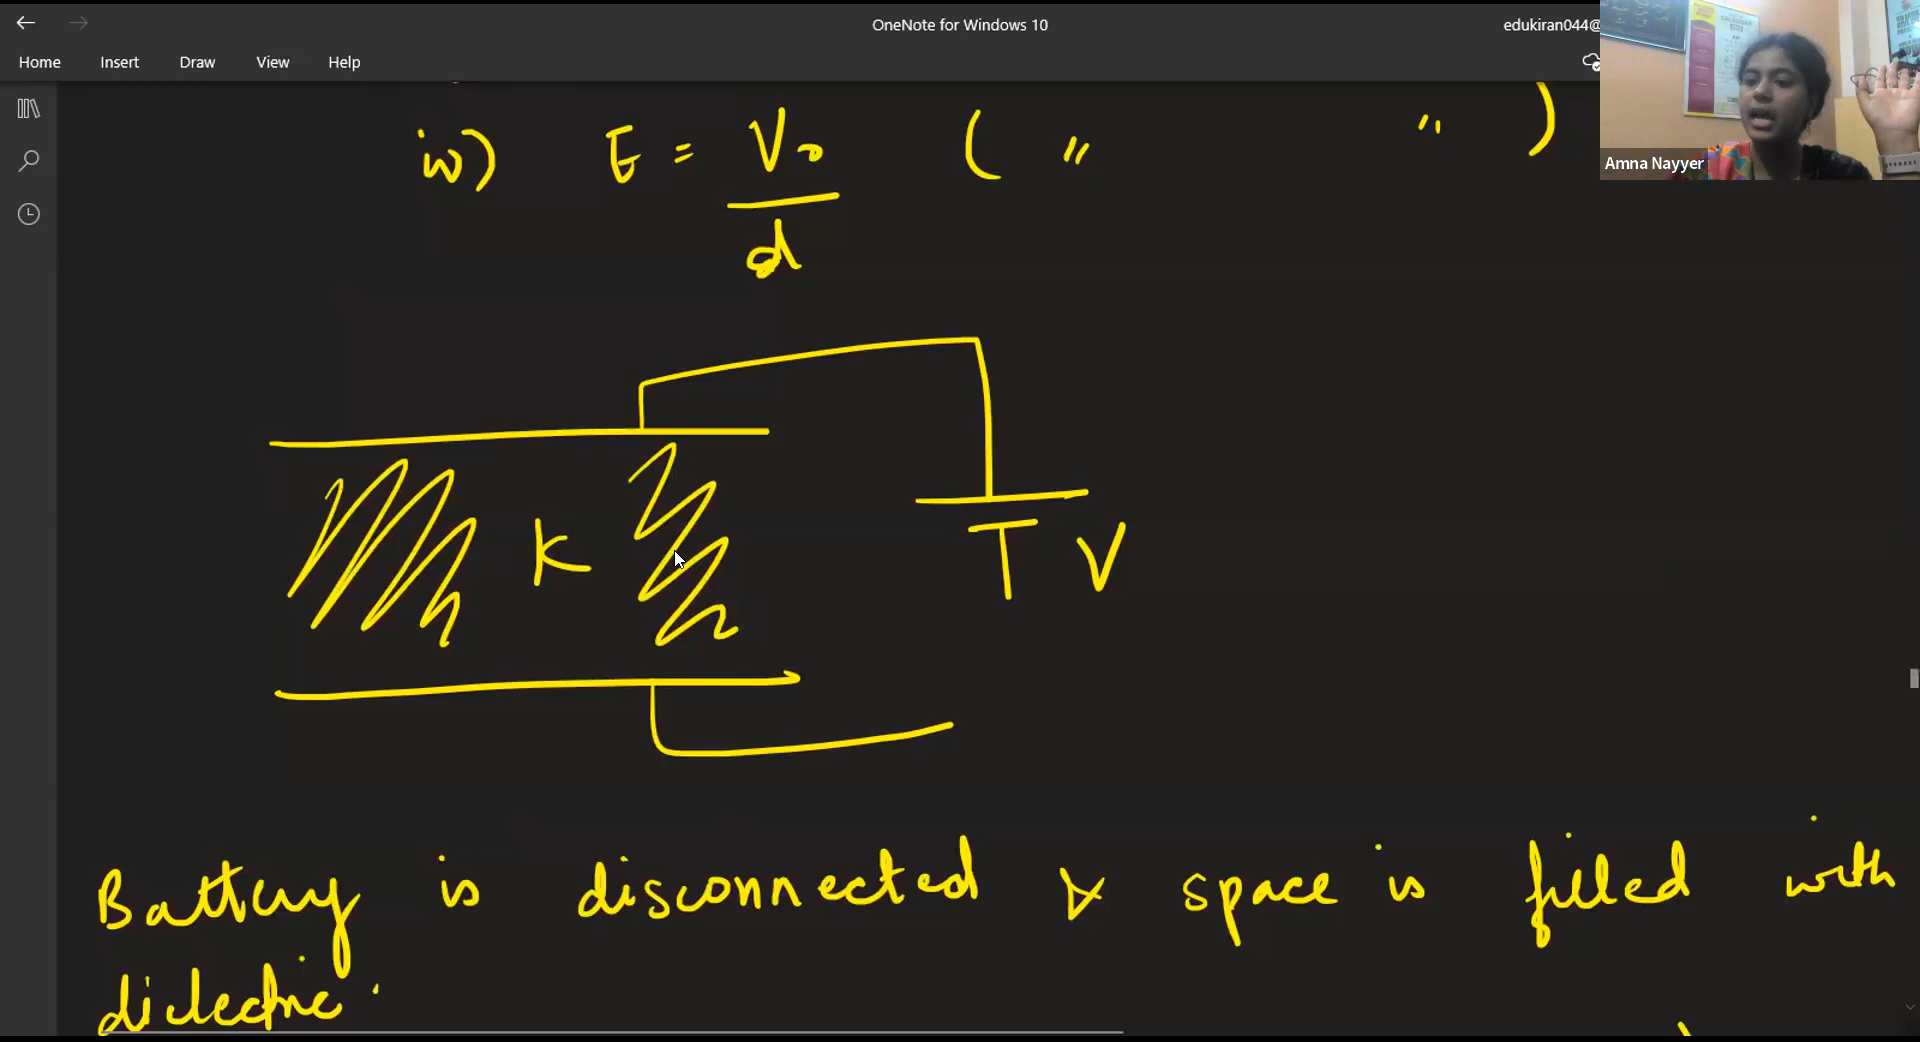 OneNote for Windows 10
edukiran044@
Home Insert Draw View Help
Amna Nayyer
iv) E = V₀ ( " " )
d
K
V
Battery is disconnected & space is filled with
dielectric.